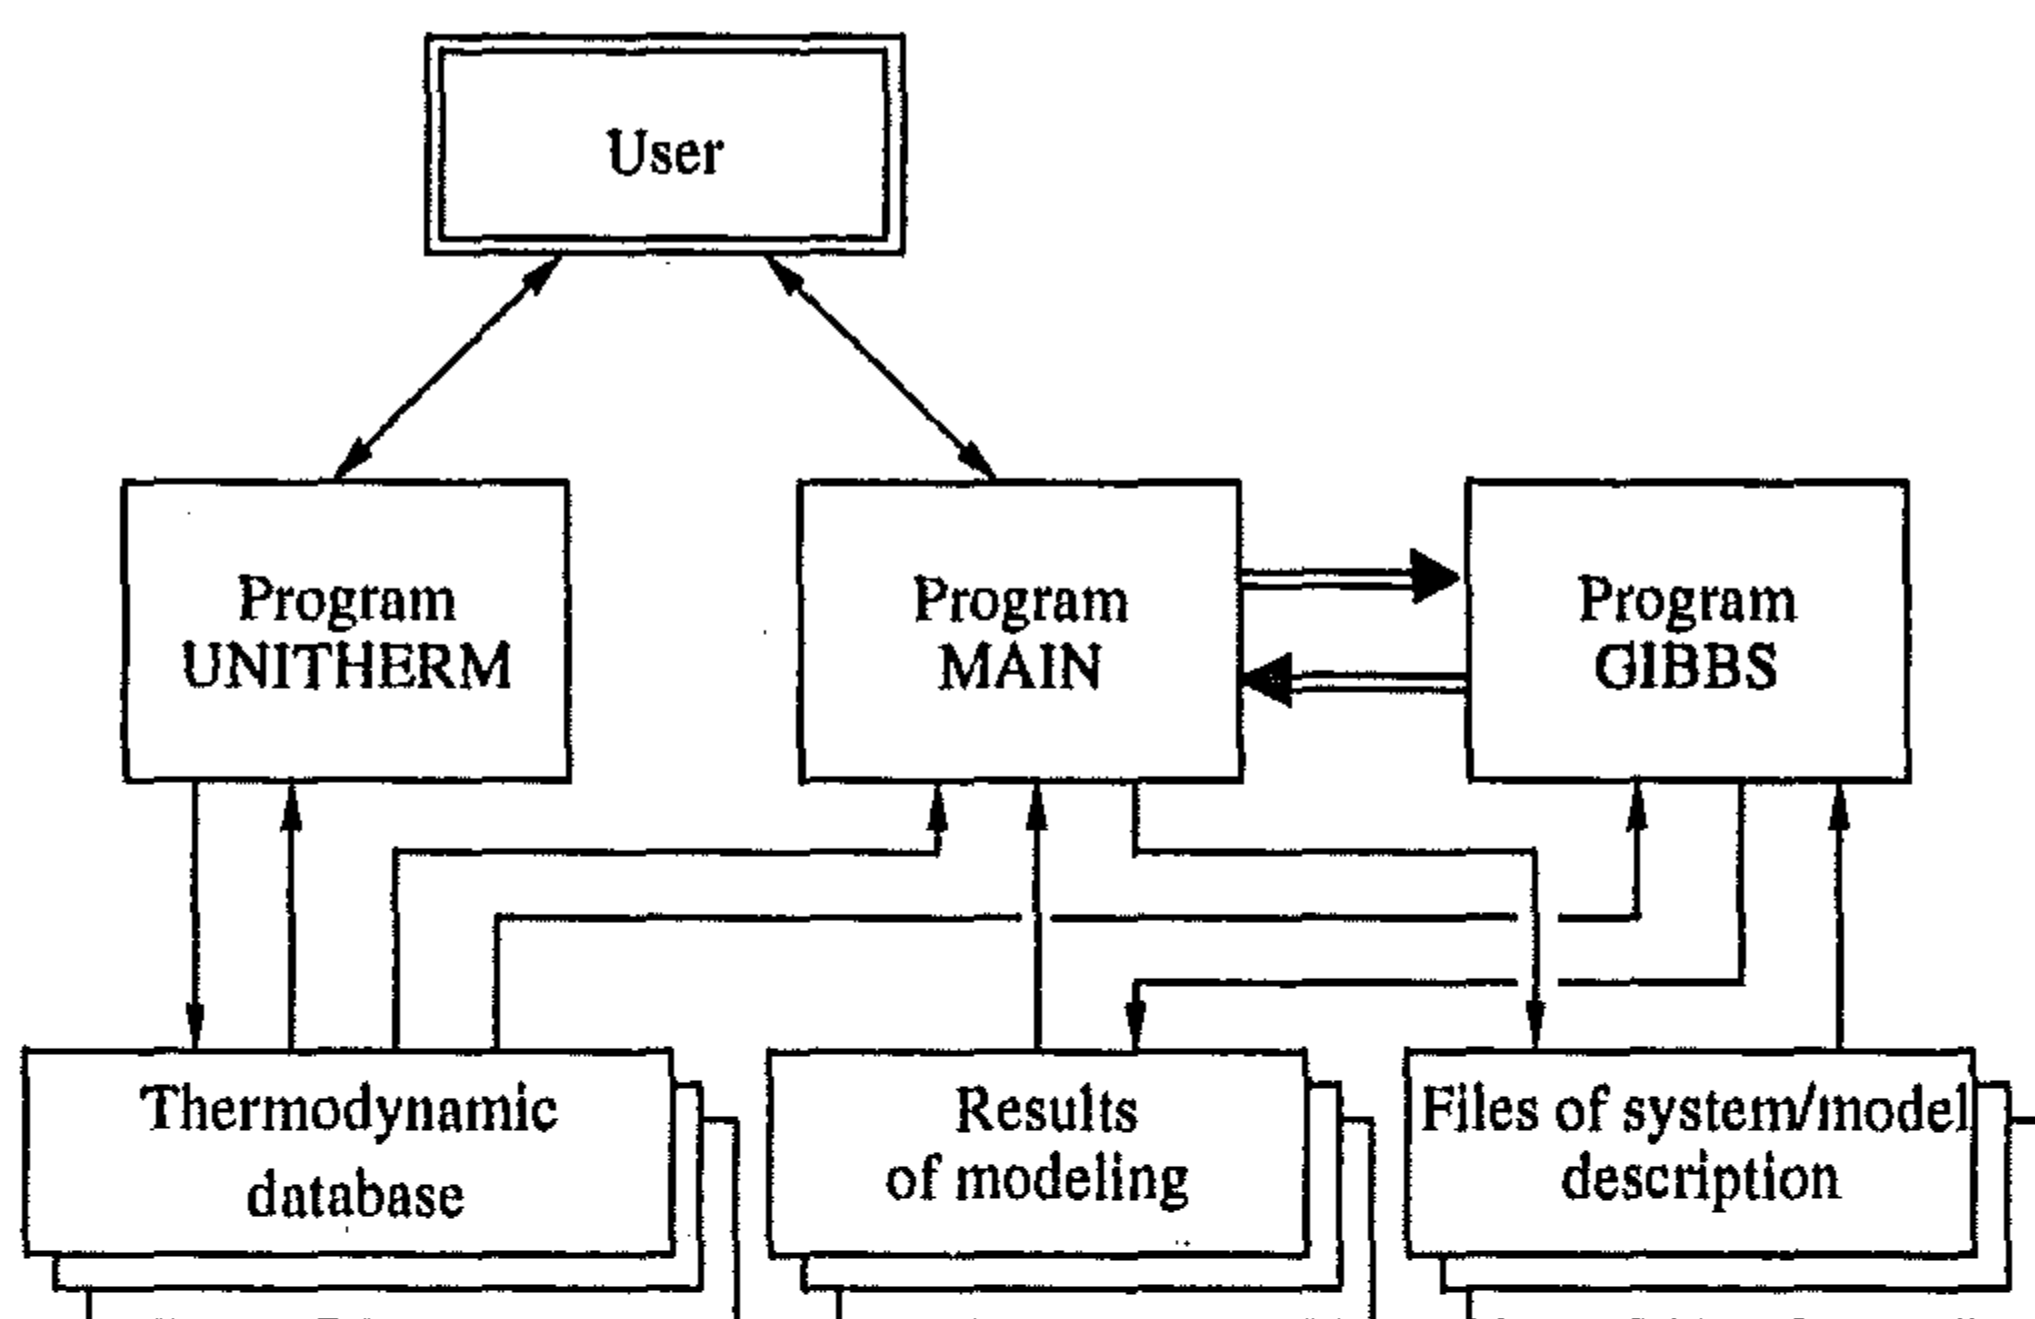 User
Program
UNITHERM
Program
MAIN
Program
GIBBS
Thermodynamic
database
Results
of modeling
Files of system/model
description